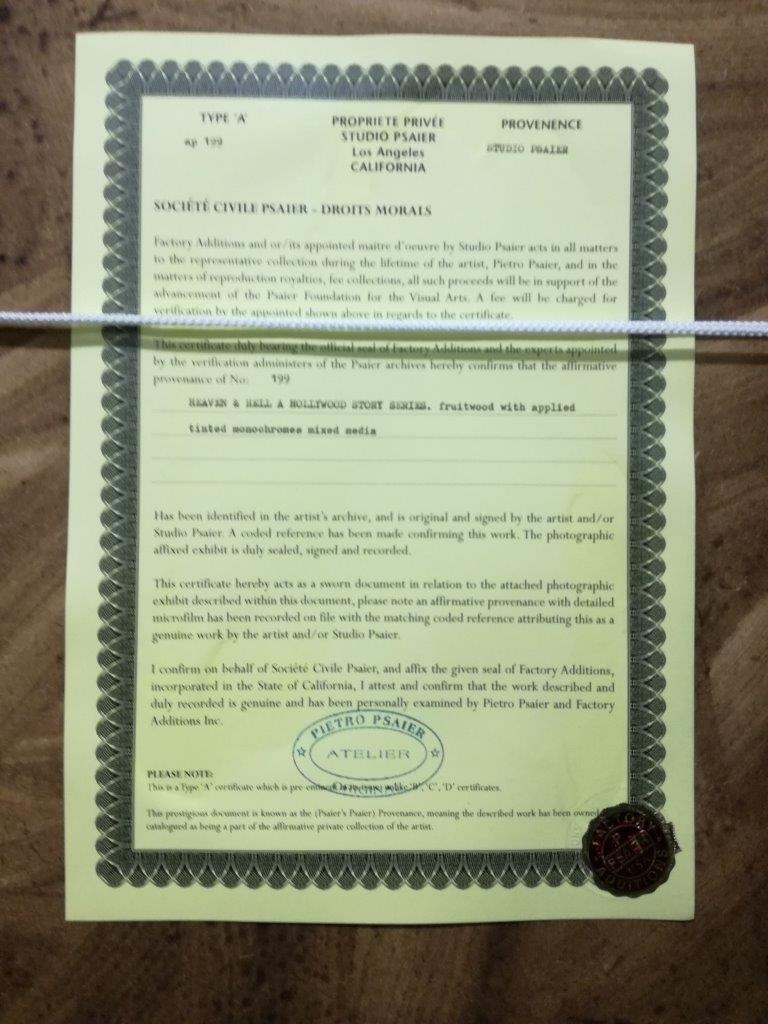 TYPE 'A'
ap 199
PROPRIETE PRIVÉE
STUDIO PSAIER
Los Angeles
CALIFORNIA
PROVENENCE
STUDIO PSAIER
SOCIÉTÉ CIVILE PSAIER - DROITS MORALS
Factory Additions and or/its appointed maitre d'oeuvre by Studio Psaier acts in all matters
to the representative collection during the lifetime of the artist, Pietro Psaier, and in the
matters of reproduction royalties, fee collections, all such proceeds will be in support of the
advancement of the Psaier Foundation for the Visual Arts. A fee will be charged for
verification by the appointed shown above in regards to the certificate.
This certificate duly bearing the official seal of Factory Additions and the experts appointed
by the verification administers of the Psaier archives hereby confirms that the affirmative
provenance of No: 199
HEAVEN & HELL A HOLLYWOOD STORY SERIES. fruitwood with applied
tinted monochromes mixed media
Has been identified in the artist's archive, and is original and signed by the artist and/or
Studio Psaier. A coded reference has been made confirming this work. The photographic
affixed exhibit is duly sealed, signed and recorded.
This certificate hereby acts as a sworn document in relation to the attached photographic
exhibit described within this document, please note an affirmative provenance with detailed
microfilm has been recorded on file with the matching coded reference attributing this as a
genuine work by the artist and/or Studio Psaier.
I confirm on behalf of Société Civile Psaier, and affix the given seal of Factory Additions,
incorporated in the State of California, I attest and confirm that the work described and
duly recorded is genuine and has been personally examined by Pietro Psaier and Factory
Additions Inc.
PIETRO PSAIER
ATELIER
ORIGINAL
PLEASE NOTE:
This is a Type 'A' certificate which is pre-eminent unlike 'B', 'C', 'D' certificates.
This prestigious document is known as the (Psaier's Psaier) Provenance, meaning the described work has been owned
catalogued as being a part of the affirmative private collection of the artist.
FACTORY
ADDITIONS